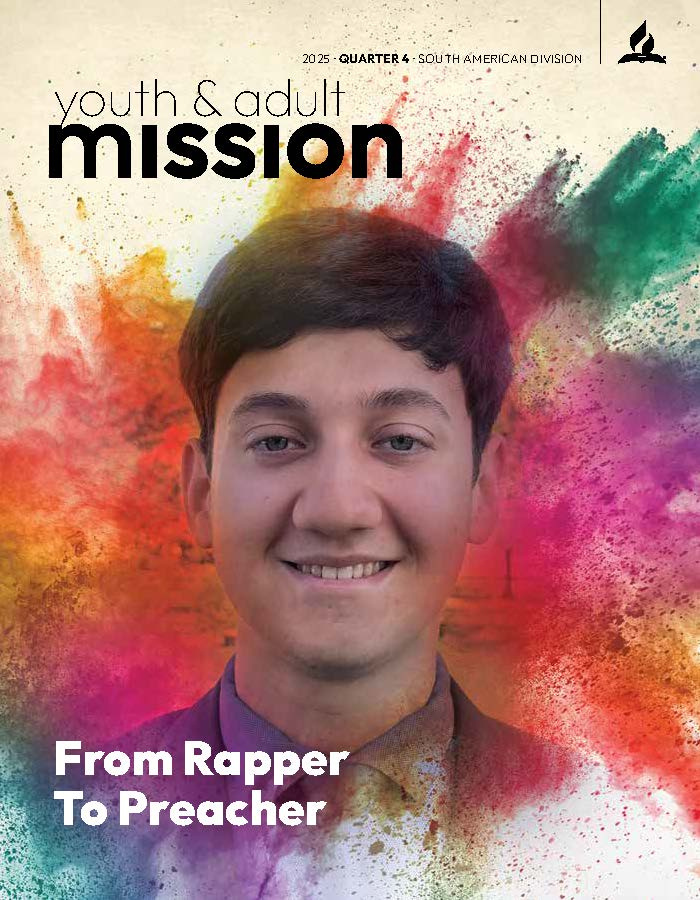 2025 · QUARTER 4 · SOUTH AMERICAN DIVISION
youth & adult
mission
From Rapper
To Preacher